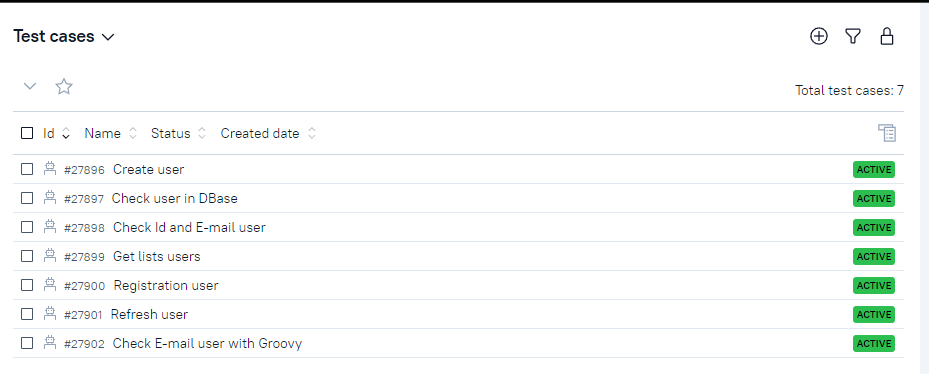 Test cases
Total test cases: 7
Id Name Status Created date
#27896 Create user ACTIVE
#27897 Check user in DBase ACTIVE
#27898 Check Id and E-mail user ACTIVE
#27899 Get lists users ACTIVE
#27900 Registration user ACTIVE
#27901 Refresh user ACTIVE
#27902 Check E-mail user with Groovy ACTIVE